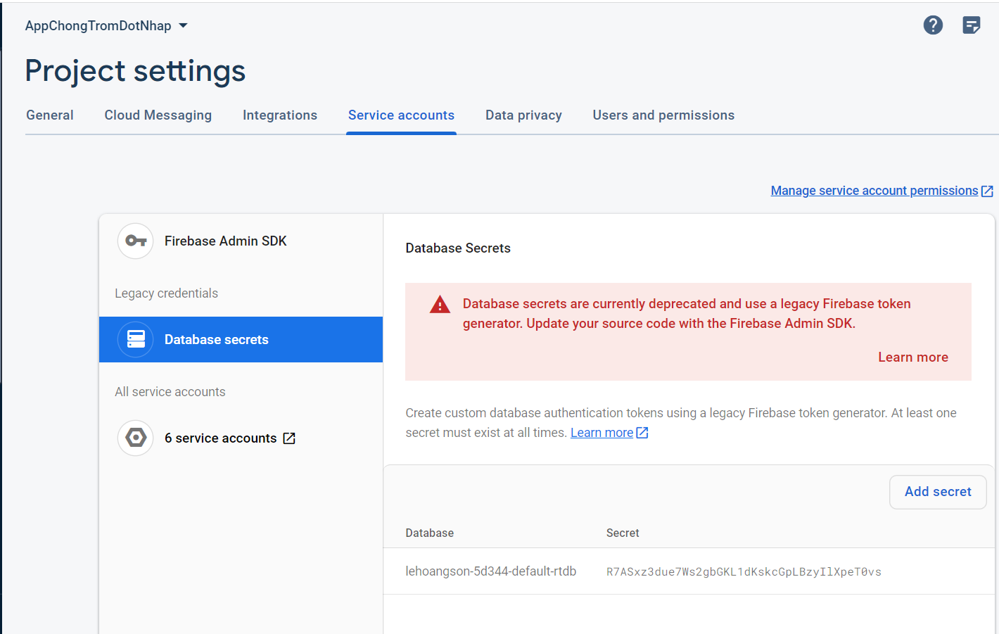 AppChongTromDotNhap
Project settings
General Cloud Messaging Integrations Service accounts Data privacy Users and permissions
Manage service account permissions
Firebase Admin SDK
Legacy credentials
Database secrets
All service accounts
6 service accounts
Database Secrets
Database secrets are currently deprecated and use a legacy Firebase token
generator. Update your source code with the Firebase Admin SDK.
Learn more
Create custom database authentication tokens using a legacy Firebase token generator. At least one
secret must exist at all times. Learn more
Add secret
Database Secret
lehoangson-5d344-default-rtdb R7ASxz3due7Ws2gbGKL1dKskcGpLBzyIlXpeT0vs